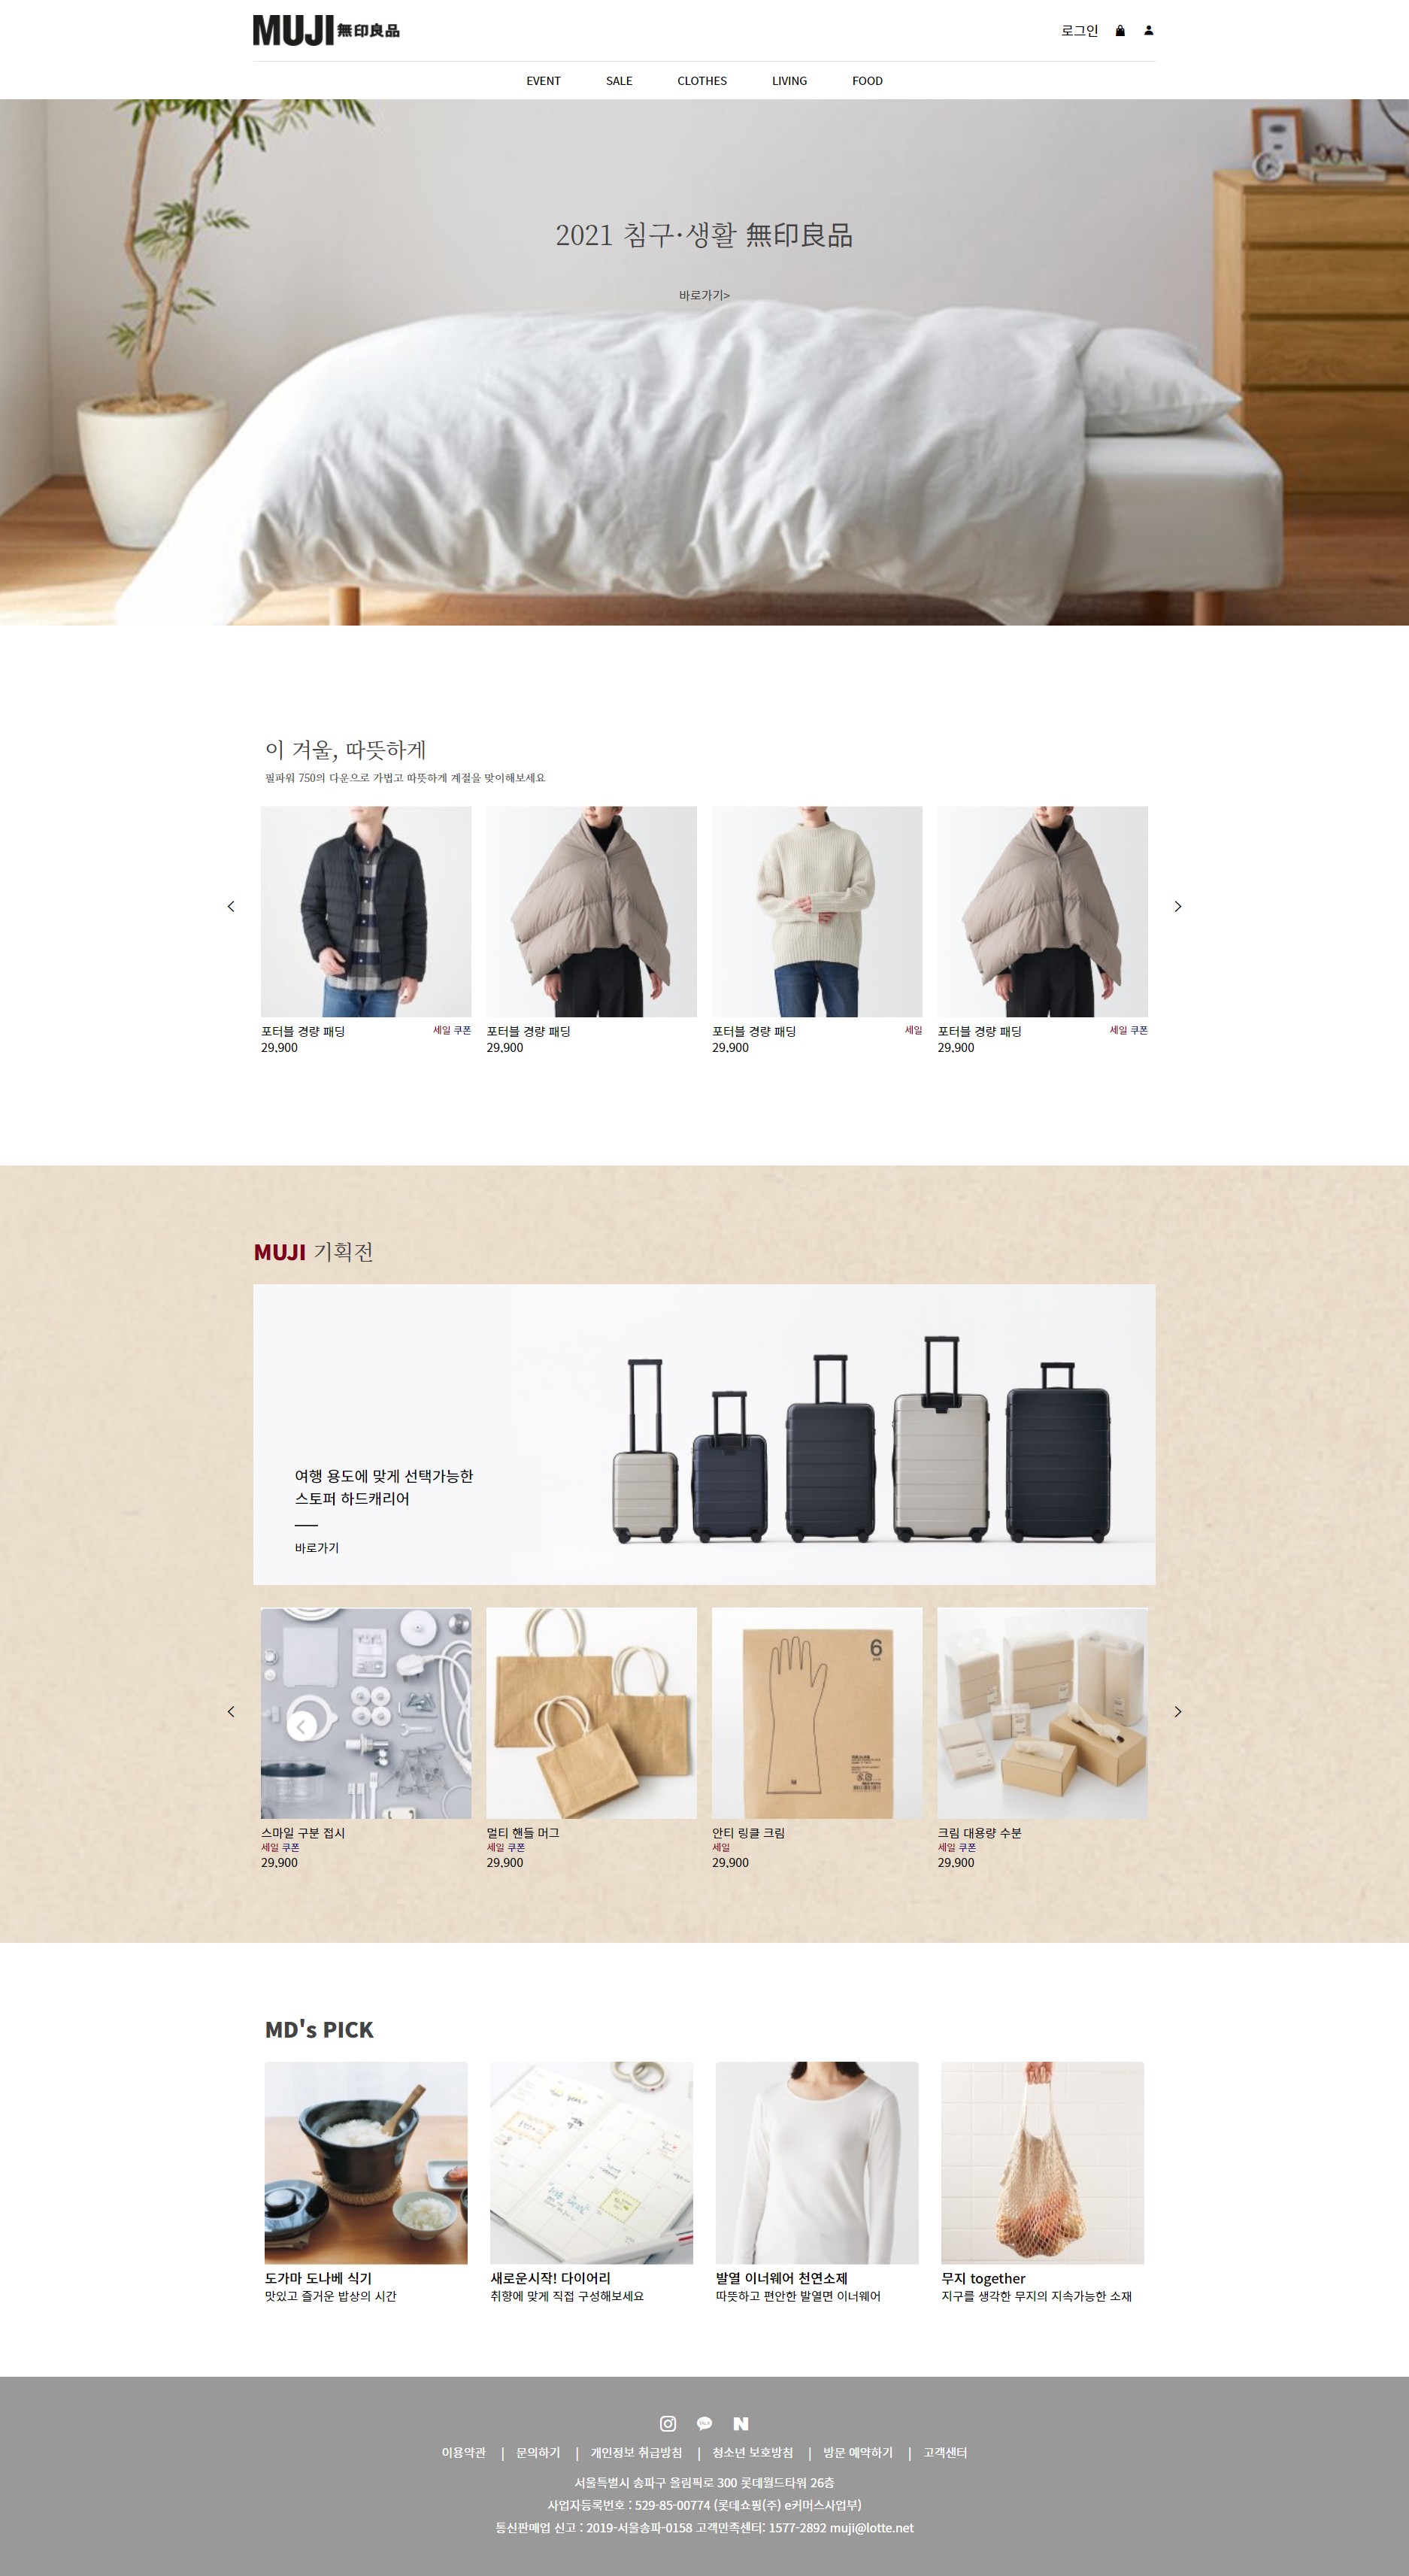 MUJI 無印良品
로그인
EVENT SALE CLOTHES LIVING FOOD
2021 침구·생활 無印良品
바로가기>
이 겨울, 따뜻하게
필파워 750의 다운으로 가볍고 따뜻하게 계절을 맞이해보세요
포터블 경량 패딩 세일 쿠폰
29,900
포터블 경량 패딩
29,900
포터블 경량 패딩 세일
29,900
포터블 경량 패딩 세일 쿠폰
29,900
MUJI 기획전
여행 용도에 맞게 선택가능한
스토퍼 하드캐리어
바로가기
6
스마일 구분 접시
세일 쿠폰
29,900
멀티 핸들 머그
세일 쿠폰
29,900
안티 링클 크림
세일
29,900
크림 대용량 수분
세일 쿠폰
29,900
MD's PICK
도가마 도나베 식기
맛있고 즐거운 밥상의 시간
새로운시작! 다이어리
취향에 맞게 직접 구성해보세요
발열 이너웨어 천연소제
따뜻하고 편안한 발열면 이너웨어
무지 together
지구를 생각한 무지의 지속가능한 소재
이용약관 | 문의하기 | 개인정보 취급방침 | 청소년 보호방침 | 방문 예약하기 | 고객센터
서울특별시 송파구 올림픽로 300 롯데월드타워 26층
사업자등록번호 : 529-85-00774 (롯데쇼핑(주) e커머스사업부)
통신판매업 신고 : 2019-서울송파-0158 고객만족센터: 1577-2892 muji@lotte.net